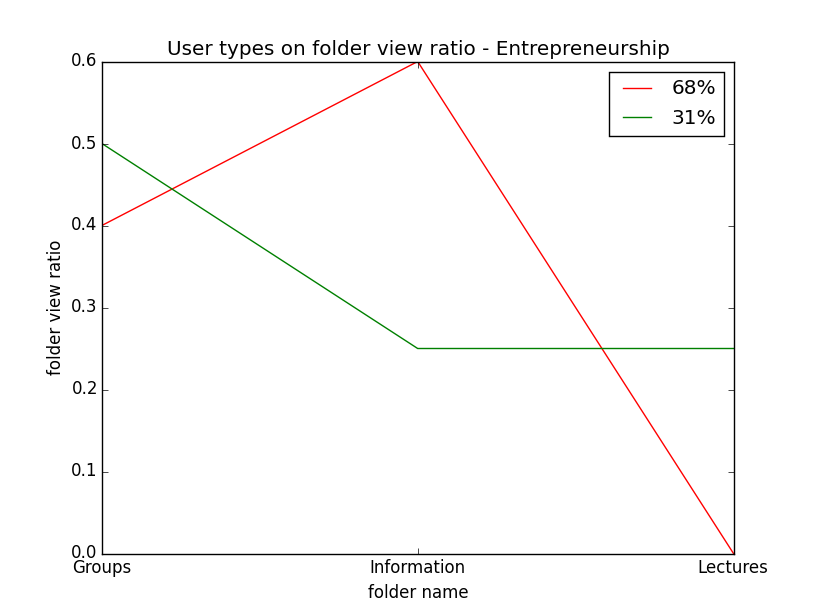 User types on folder view ratio - Entrepreneurship
68%
31%
folder view ratio
0.6
0.5
0.4
0.3
0.2
0.1
0.0
Groups Information Lectures
folder name